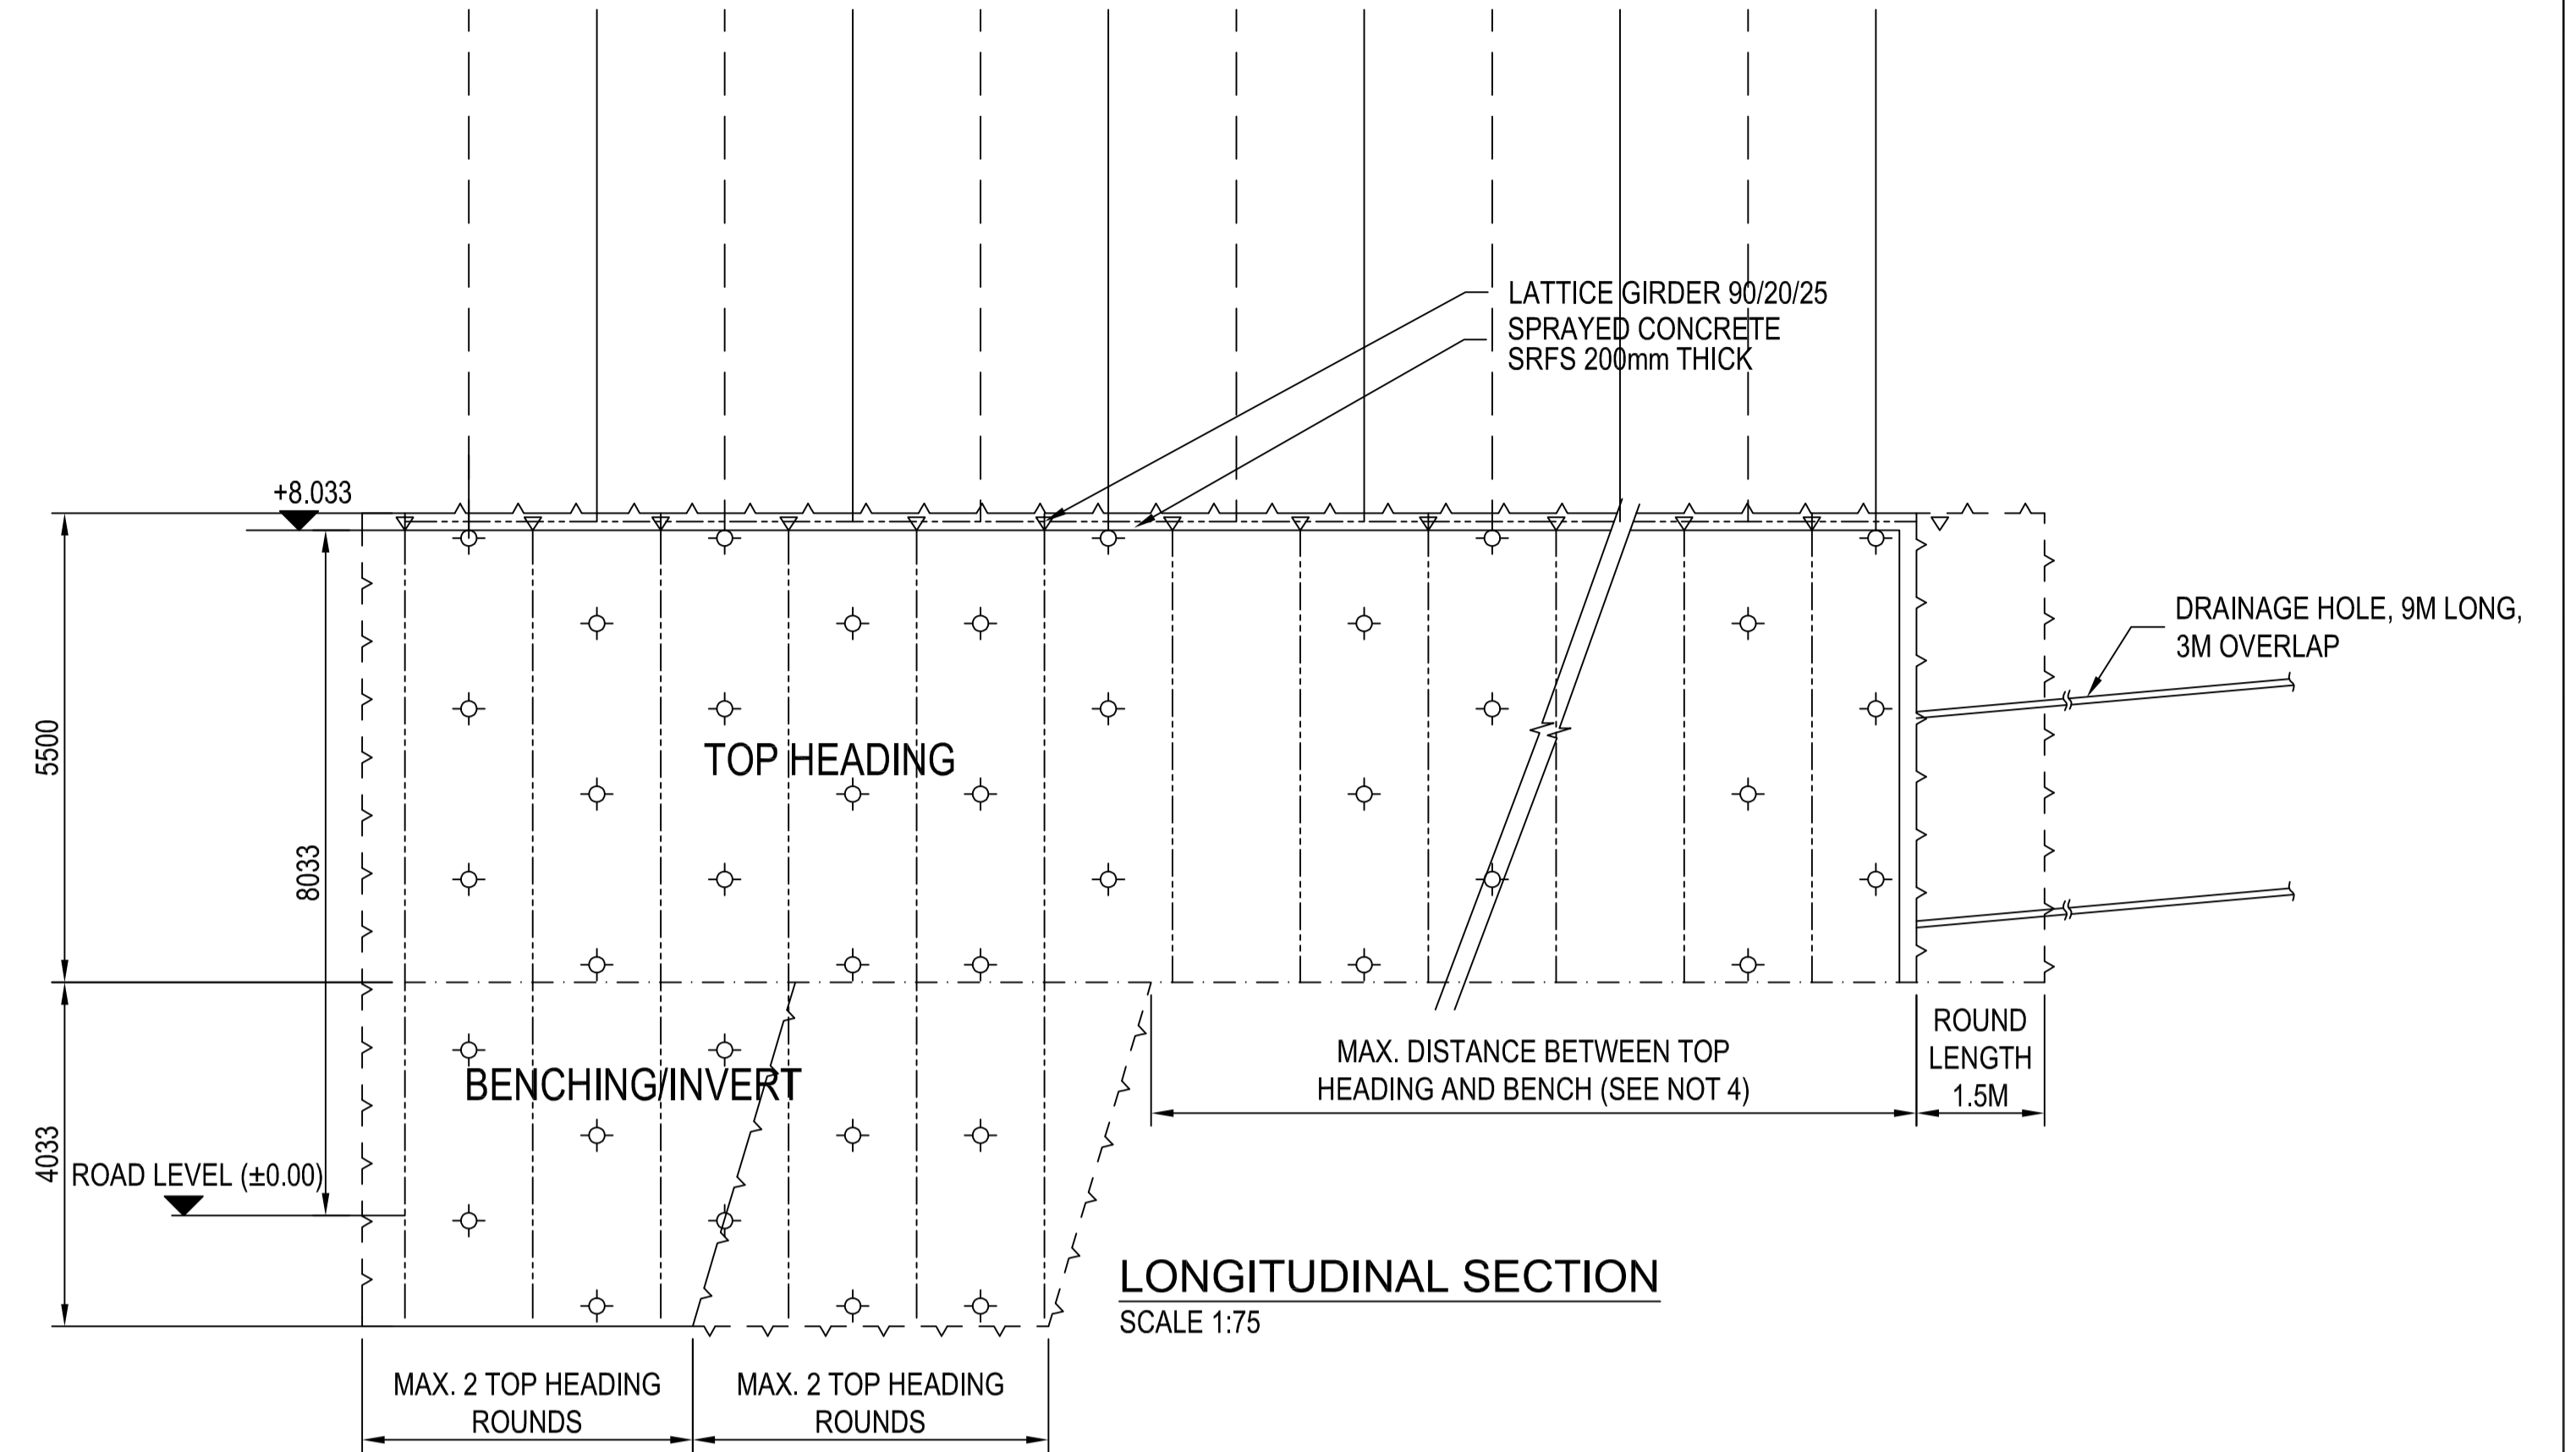 LATTICE GIRDER 90/20/25
SPRAYED CONCRETE
SRFS 200mm THICK
+8.033
DRAINAGE HOLE, 9M LONG,
3M OVERLAP
5500
TOP HEADING
8033
ROUND
LENGTH
1.5M
MAX. DISTANCE BETWEEN TOP
HEADING AND BENCH (SEE NOT 4)
BENCHING/INVERT
4033
ROAD LEVEL (±0.00)
LONGITUDINAL SECTION
SCALE 1:75
MAX. 2 TOP HEADING
ROUNDS
MAX. 2 TOP HEADING
ROUNDS